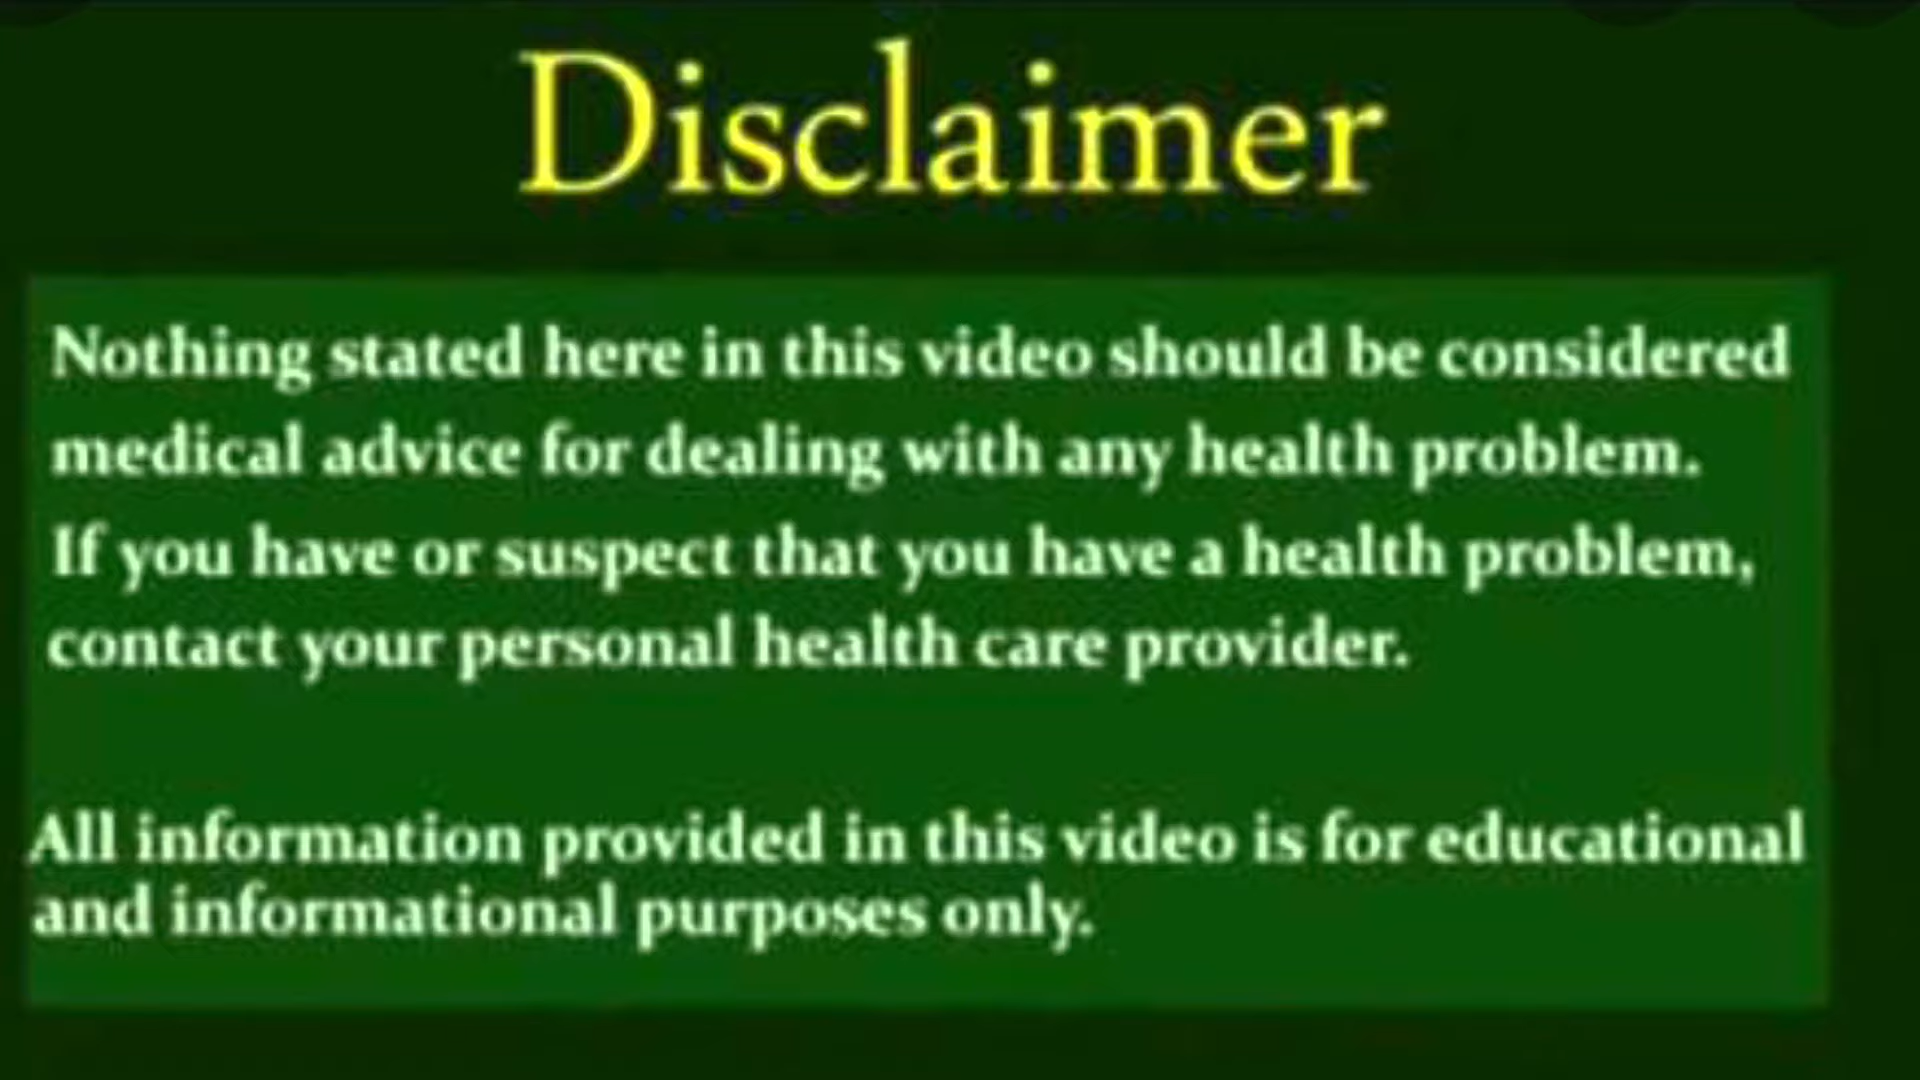 Disclaimer
Nothing stated here in this video should be considered
medical advice for dealing with any health problem.
If you have or suspect that you have a health problem,
contact your personal health care provider.
All information provided in this video is for educational
and informational purposes only.